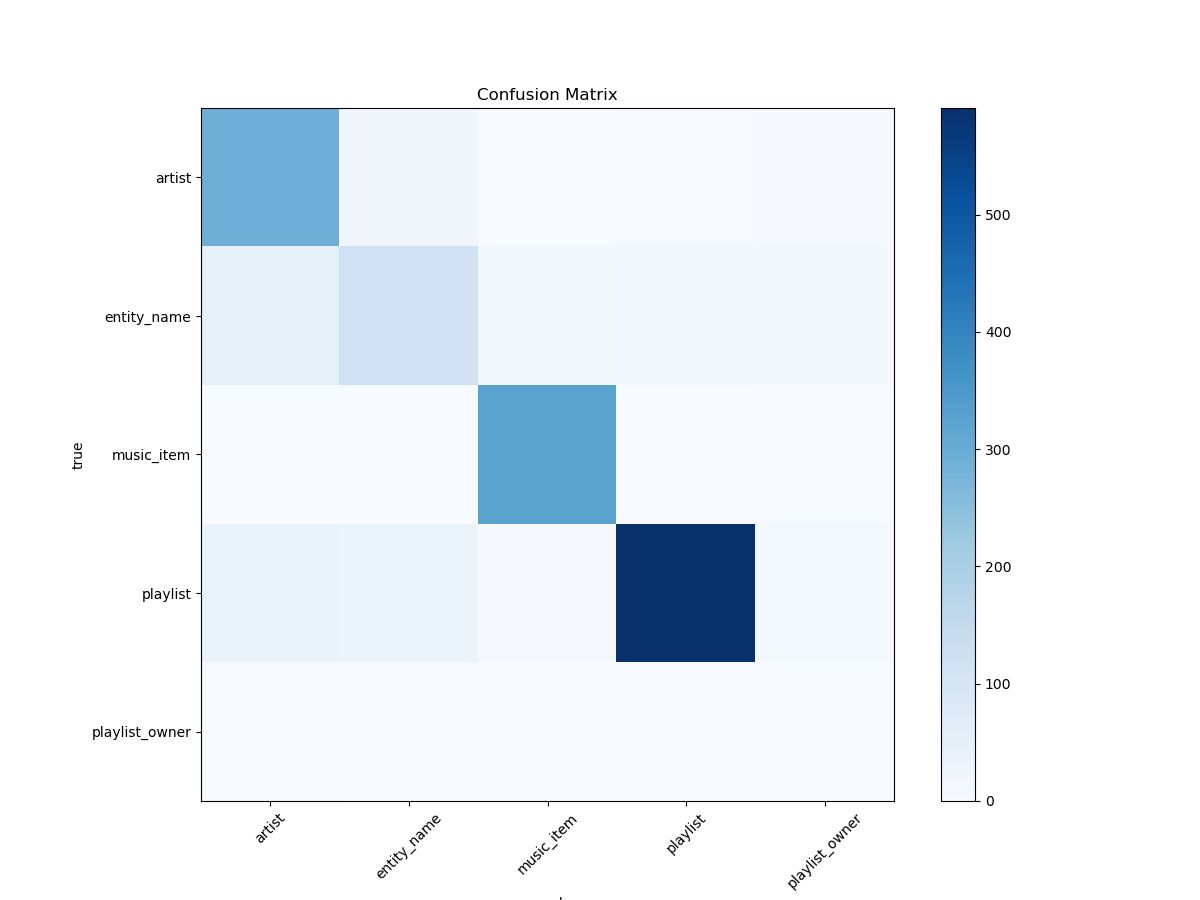 Confusion Matrix
true
artist
entity_name
music_item
playlist
playlist_owner
artist
entity_name
music_item
playlist
playlist_owner
500
400
300
200
100
0